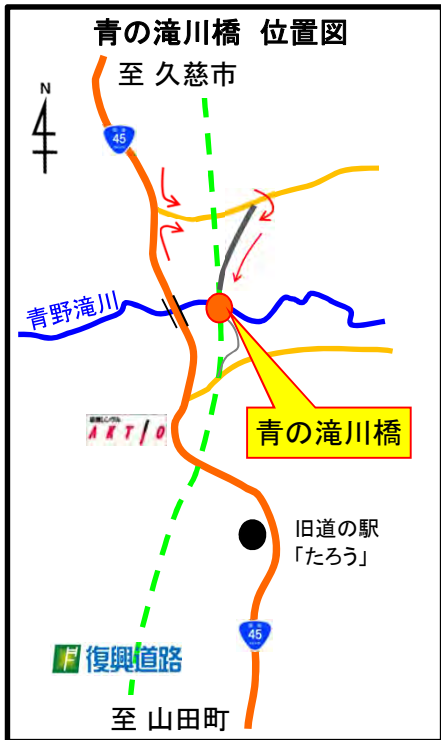 青の滝川橋 位置図
至 久慈市
N
45
青野滝川
青の滝川橋
AKTIO
旧道の駅
「たろう」
45
復興道路
至 山田町